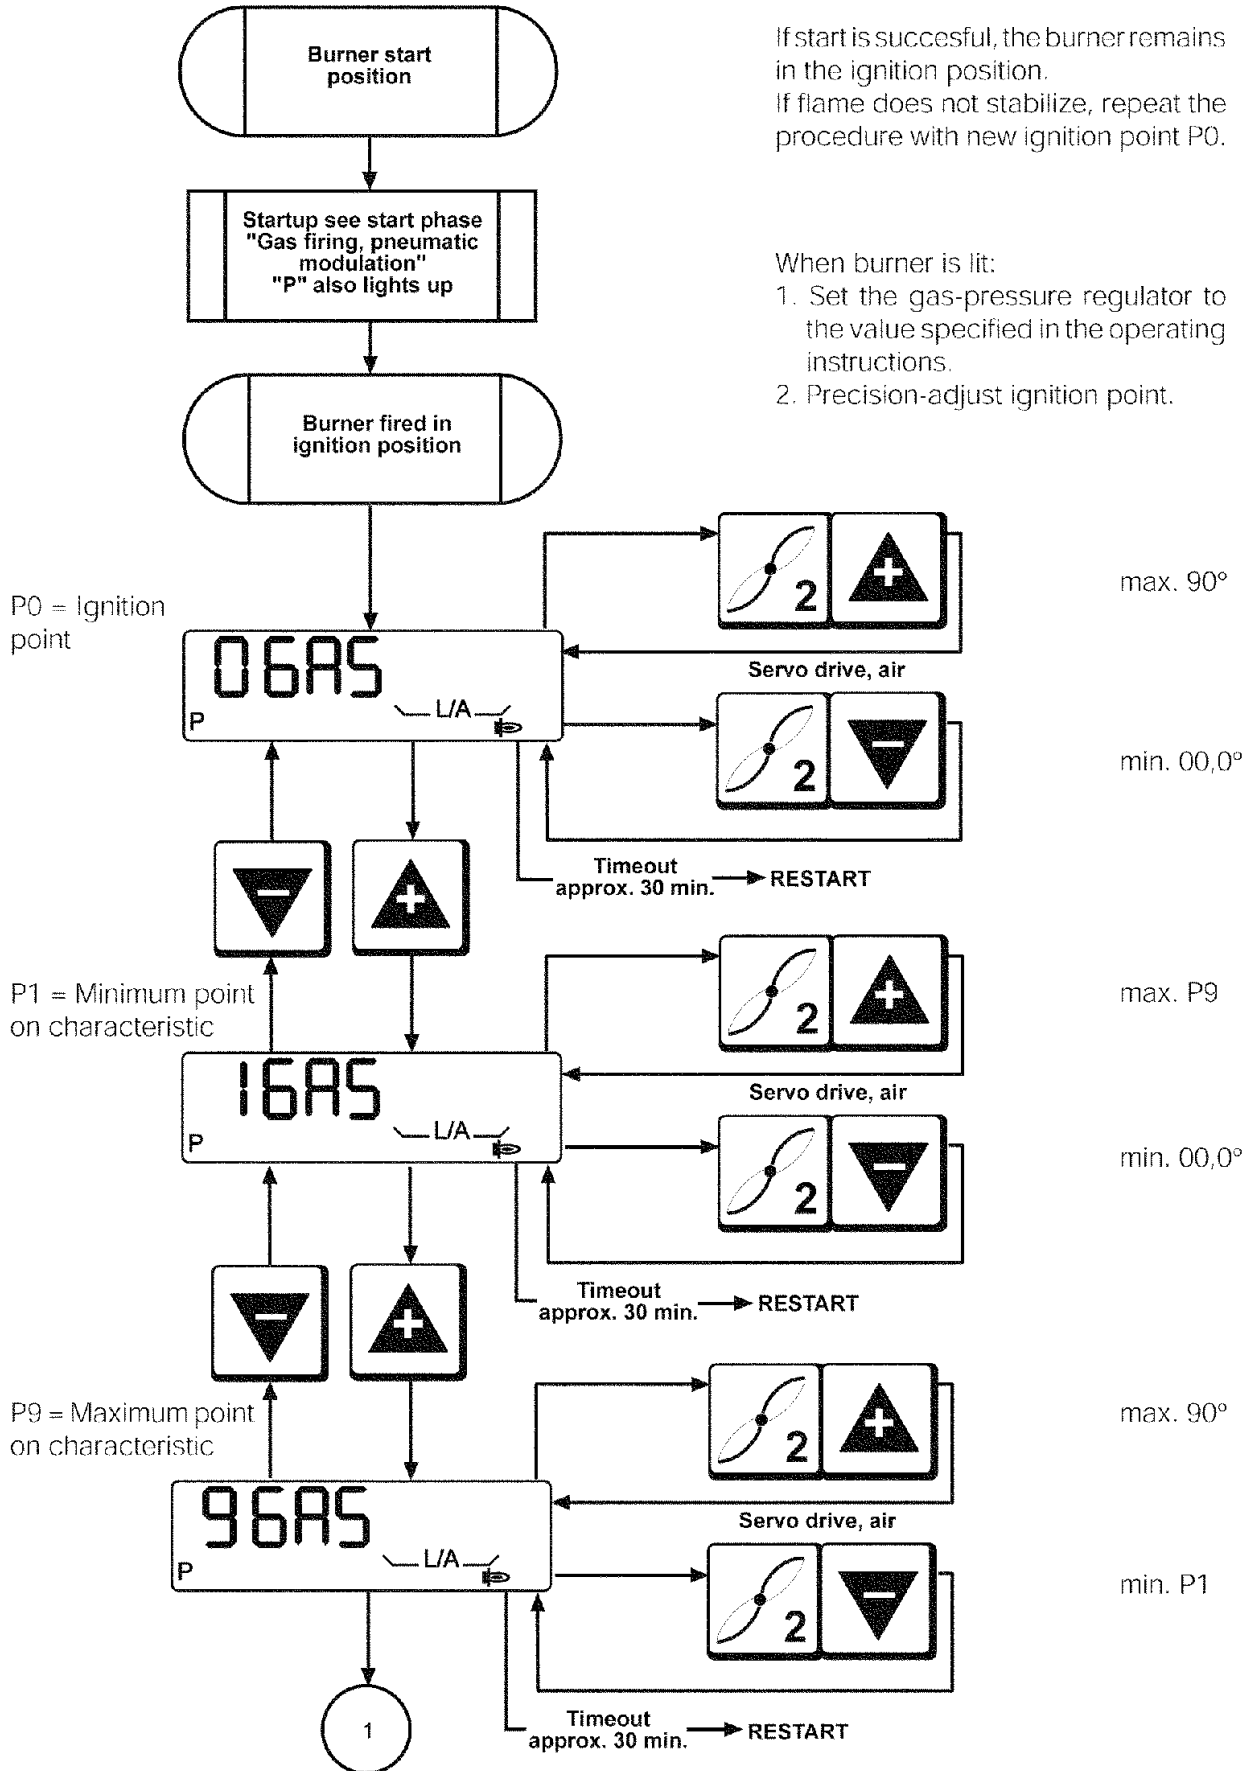 Burner start
position
If start is succesful, the burner remains
in the ignition position.
If flame does not stabilize, repeat the
procedure with new ignition point P0.
Startup see start phase
"Gas firing, pneumatic
modulation"
"P" also lights up
When burner is lit:
1. Set the gas-pressure regulator to
the value specified in the operating
instructions.
2. Precision-adjust ignition point.
Burner fired in
ignition position
P0 = Ignition
point
0GAS
P
L/A
2
+
max. 90°
Servo drive, air
2
−
min. 00,0°
Timeout
approx. 30 min.
RESTART
−
+
P1 = Minimum point
on characteristic
1GAS
P
L/A
2
+
max. P9
Servo drive, air
2
−
min. 00,0°
Timeout
approx. 30 min.
RESTART
−
+
P9 = Maximum point
on characteristic
9GAS
P
L/A
2
+
max. 90°
Servo drive, air
2
−
min. P1
1
Timeout
approx. 30 min.
RESTART